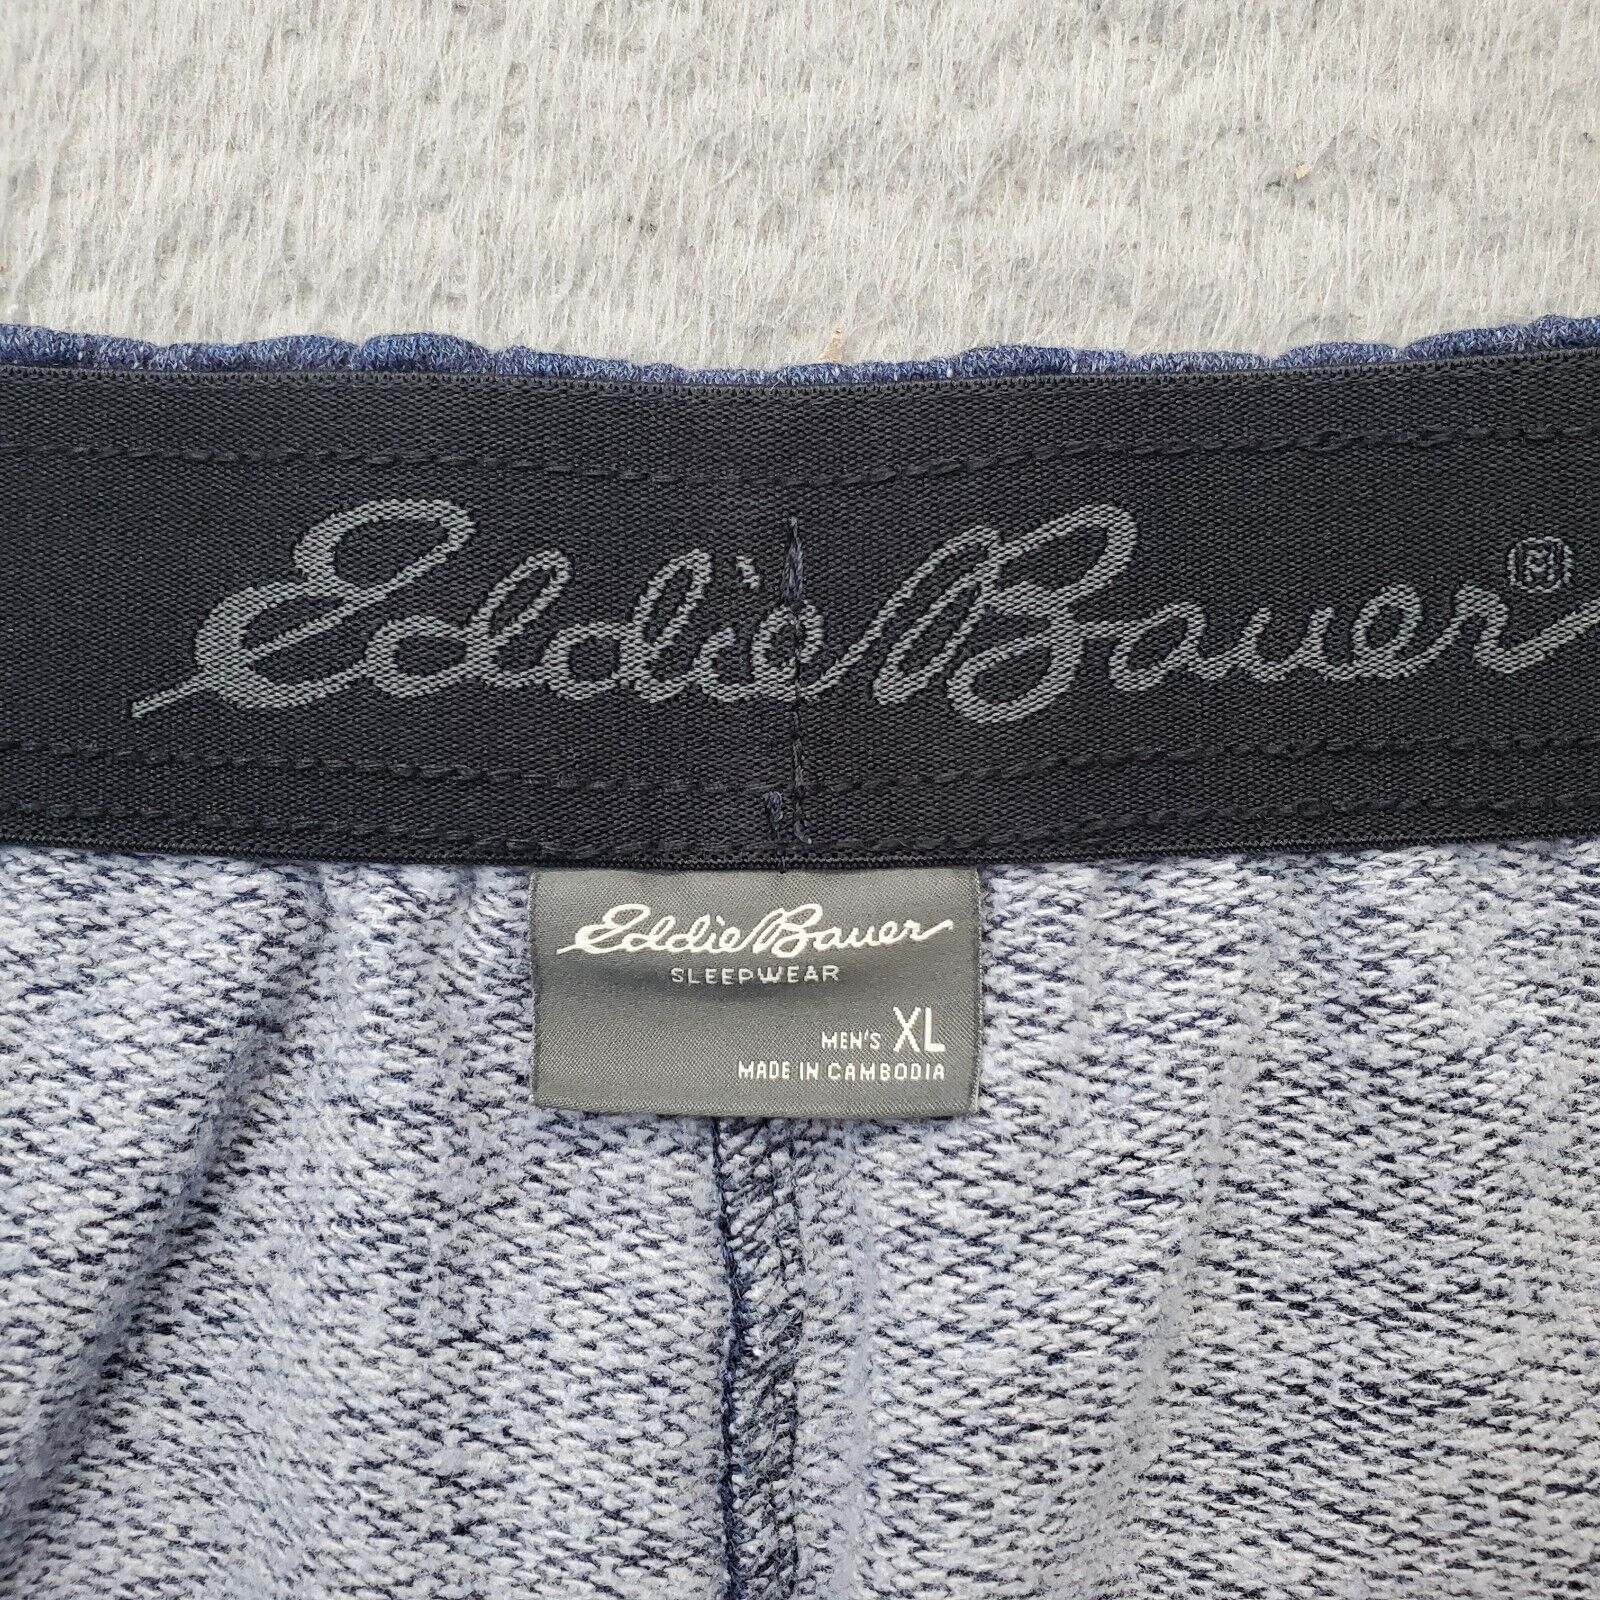 Eddie Bauer®
Eddie Bauer
SLEEPWEAR
MEN'S XL
MADE IN CAMBODIA